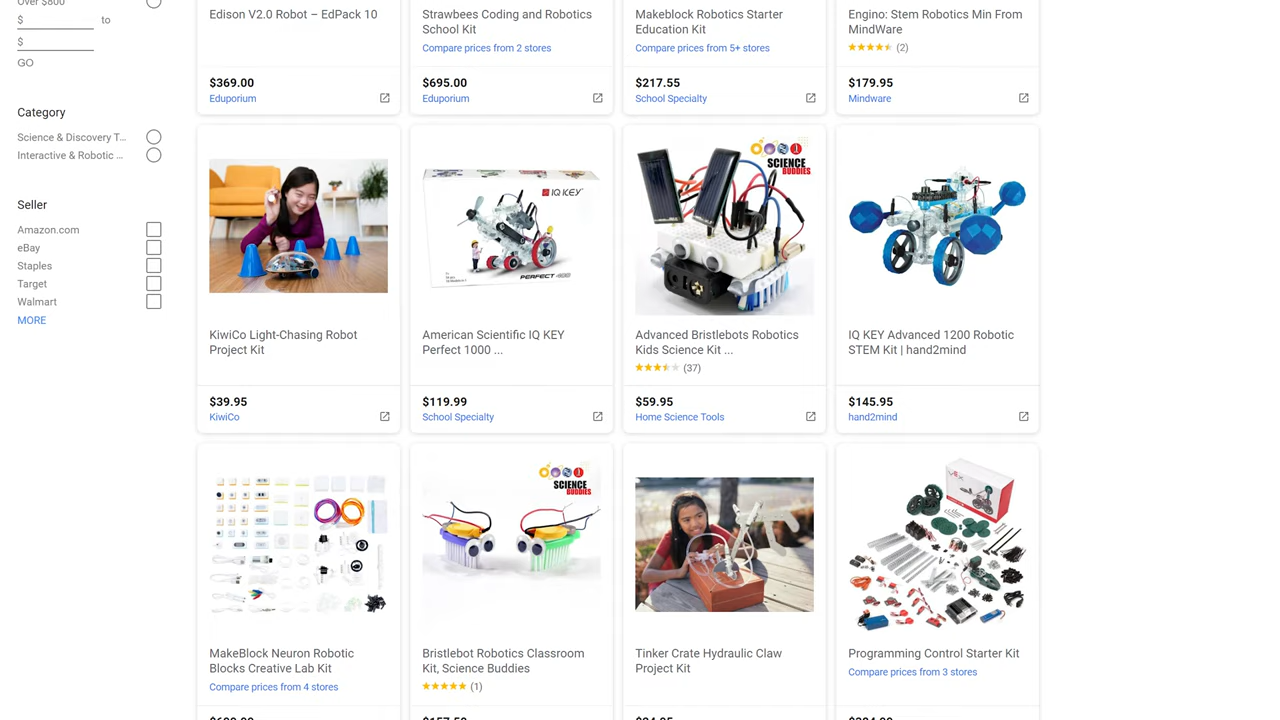 Over $800
$ to
$
GO
Category
Science & Discovery T...
Interactive & Robotic ...
Seller
Amazon.com
eBay
Staples
Target
Walmart
MORE
Edison V2.0 Robot – EdPack 10
$369.00
Eduporium
Strawbees Coding and Robotics
School Kit
Compare prices from 2 stores
$695.00
Eduporium
Makeblock Robotics Starter
Education Kit
Compare prices from 5+ stores
$217.55
School Specialty
Engino: Stem Robotics Min From
MindWare
(2)
$179.95
Mindware
KiwiCo Light-Chasing Robot
Project Kit
$39.95
KiwiCo
IQ KEY
PERFECT
American Scientific IQ KEY
Perfect 1000 ...
$119.99
School Specialty
SCIENCE
BUDDIES
Advanced Bristlebots Robotics
Kids Science Kit ...
(37)
$59.95
Home Science Tools
IQ KEY Advanced 1200 Robotic
STEM Kit | hand2mind
$145.95
hand2mind
MakeBlock Neuron Robotic
Blocks Creative Lab Kit
Compare prices from 4 stores
SCIENCE
BUDDIES
Bristlebot Robotics Classroom
Kit, Science Buddies
(1)
Tinker Crate Hydraulic Claw
Project Kit
Programming Control Starter Kit
Compare prices from 3 stores